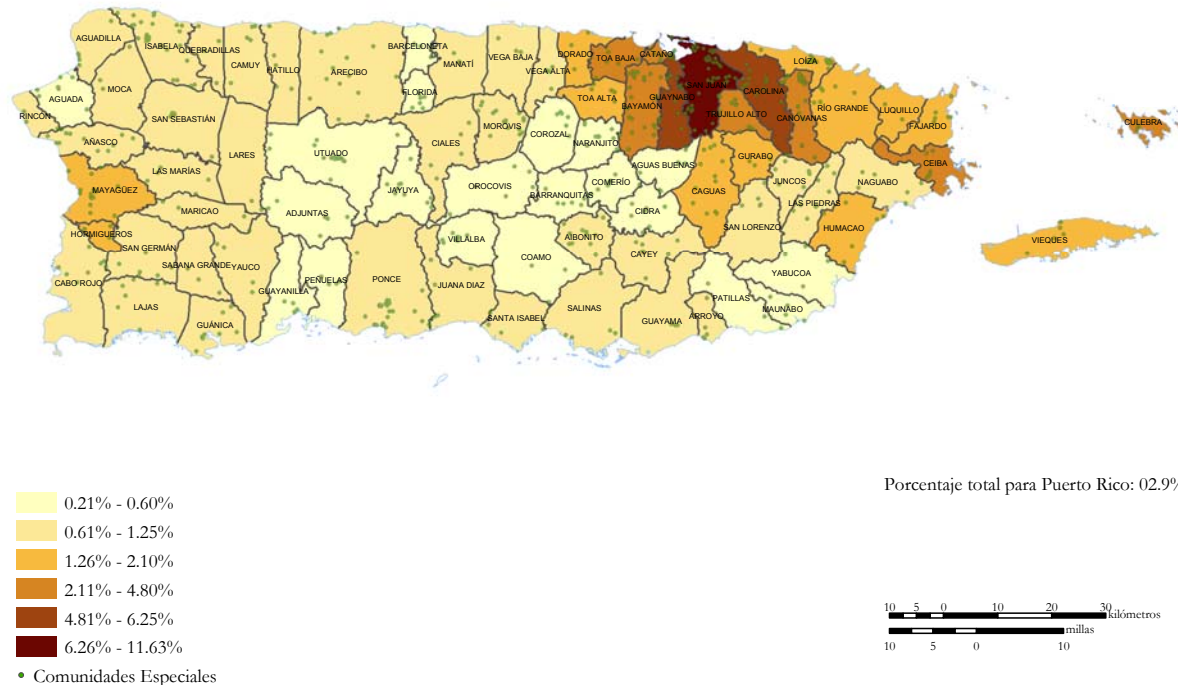 AGUADILLA
ISABELA
QUEBRADILLAS
CAMUY
HATILLO
ARECIBO
BARCELONETA
MANATÍ
VEGA BAJA
VEGA ALTA
DORADO
TOA BAJA
CATAÑO
LOÍZA
MOCA
AGUADA
RINCÓN
SAN SEBASTIÁN
FLORIDA
TOA ALTA
BAYAMÓN
GUAYNABO
SAN JUAN
CAROLINA
TRUJILLO ALTO
CANÓVANAS
RÍO GRANDE
LUQUILLO
FAJARDO
CULEBRA
AÑASCO
LARES
UTUADO
CIALES
MOROVIS
COROZAL
NARANJITO
AGUAS BUENAS
GURABO
CEIBA
LAS MARÍAS
MAYAGÜEZ
MARICAO
ADJUNTAS
JAYUYA
OROCOVIS
BARRANQUITAS
COMERÍO
CIDRA
CAGUAS
JUNCOS
LAS PIEDRAS
NAGUABO
HORMIGUEROS
SAN GERMÁN
SABANA GRANDE
YAUCO
VILLALBA
COAMO
AIBONITO
CAYEY
SAN LORENZO
HUMACAO
VIEQUES
CABO ROJO
LAJAS
GUÁNICA
GUAYANILLA
PEÑUELAS
PONCE
JUANA DIAZ
SANTA ISABEL
SALINAS
GUAYAMA
ARROYO
PATILLAS
YABUCOA
MAUNABO
Porcentaje total para Puerto Rico: 02.9%
0.21% - 0.60%
0.61% - 1.25%
1.26% - 2.10%
2.11% - 4.80%
4.81% - 6.25%
6.26% - 11.63%
Comunidades Especiales
10 5 0 10 20 30 kilómetros
millas
10 5 0 10